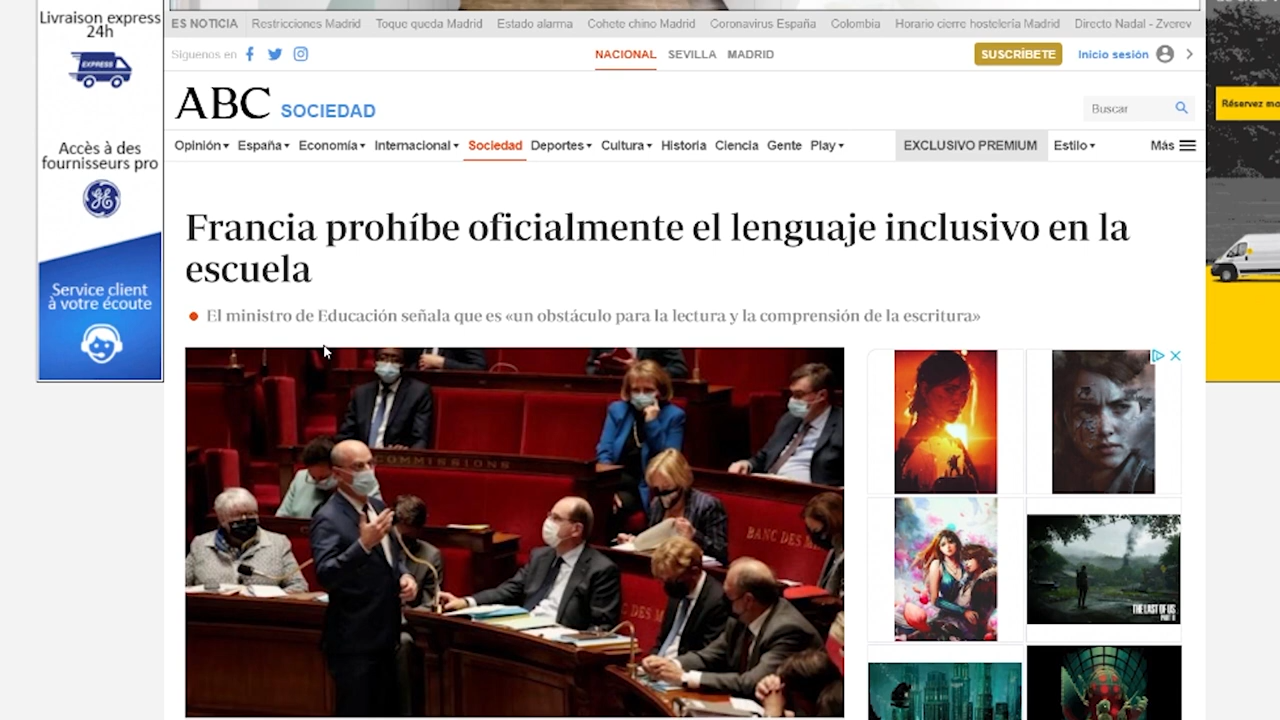 Livraison express
24h
EXPRESS
Accès à des
fournisseurs pro
Service client
à votre écoute
ES NOTICIA Restricciones Madrid Toque queda Madrid Estado alarma Cohete chino Madrid Coronavirus España Colombia Horario cierre hostelería Madrid Directo Nadal - Zverev
Síguenos en NACIONAL SEVILLA MADRID SUSCRÍBETE Inicio sesión
ABC SOCIEDAD Buscar
Opinión España Economía Internacional Sociedad Deportes Cultura Historia Ciencia Gente Play EXCLUSIVO PREMIUM Estilo Más
Francia prohíbe oficialmente el lenguaje inclusivo en la
escuela
El ministro de Educación señala que es «un obstáculo para la lectura y la comprensión de la escritura»
COMMISSIONS
BANC DES
THE LAST OF US
PART II
Réservez